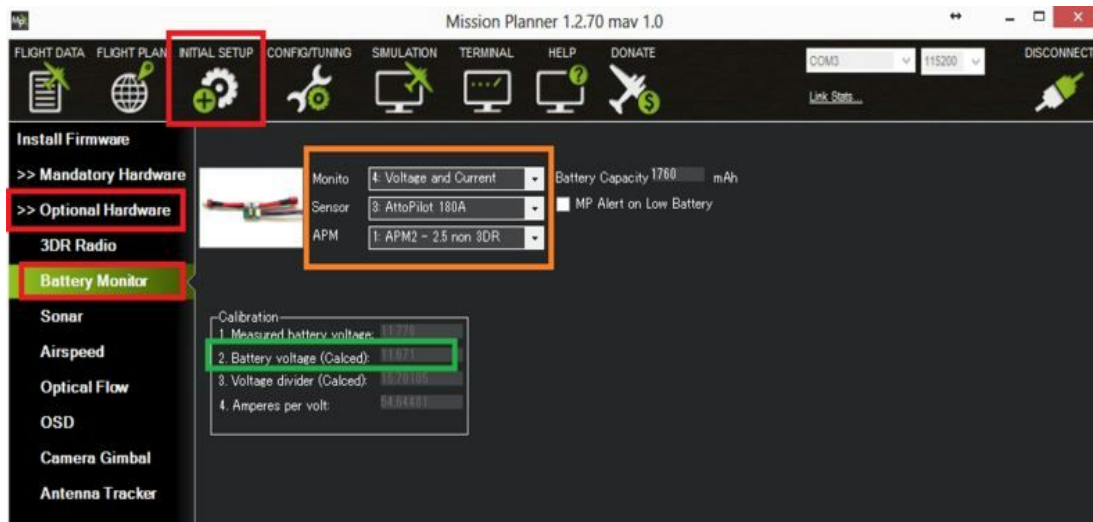 Mission Planner 1.2.70 mav 1.0
FLIGHT DATA FLIGHT PLAN INITIAL SETUP CONFIG/TUNING SIMULATION TERMINAL HELP DONATE
COM3 115200 DISCONNECT
Link Stats...
Install Firmware
>> Mandatory Hardware
>> Optional Hardware
3DR Radio
Battery Monitor
Sonar
Airspeed
Optical Flow
OSD
Camera Gimbal
Antenna Tracker
Monito 4: Voltage and Current Battery Capacity 1760 mAh
Sensor 3: AttoPilot 180A MP Alert on Low Battery
APM 1: APM2 - 2.5 non 3DR
Calibration
1. Measured battery voltage: 11.770
2. Battery voltage (Calced): 11.671
3. Voltage divider (Calced):
4. Amperes per volt: